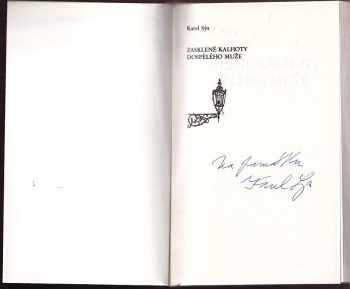 Karel Sýs
ZASKLENÉ KALHOTY
DOSPĚLÉHO MUŽE
Na památku
Karel Sýs